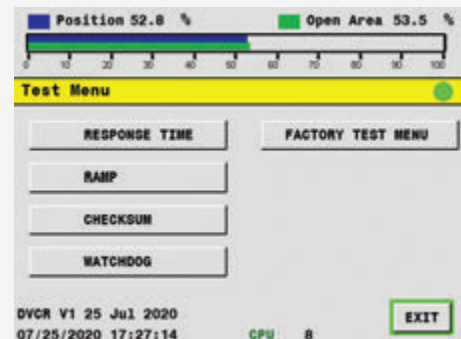 Position 52.8 % Open Area 53.5 %
0 10 20 30 40 50 60 70 80 90 100
Test Menu
RESPONSE TIME FACTORY TEST MENU
RAMP
CHECKSUM
WATCHDOG
DVCR V1 25 Jul 2020
07/25/2020 17:27:14 CPU 8
EXIT